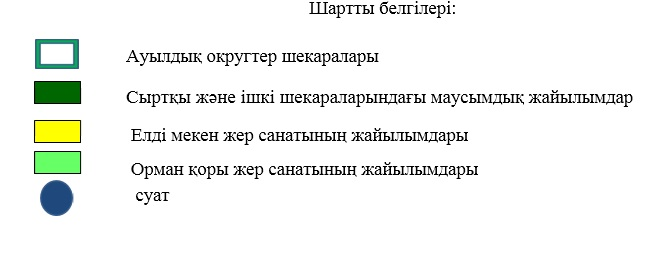 Шартты белгілері:
Ауылдық округтер шекаралары
Сыртқы және ішкі шекараларындағы маусымдық жайылымдар
Елді мекен жер санатының жайылымдары
Орман қоры жер санатының жайылымдары
суат